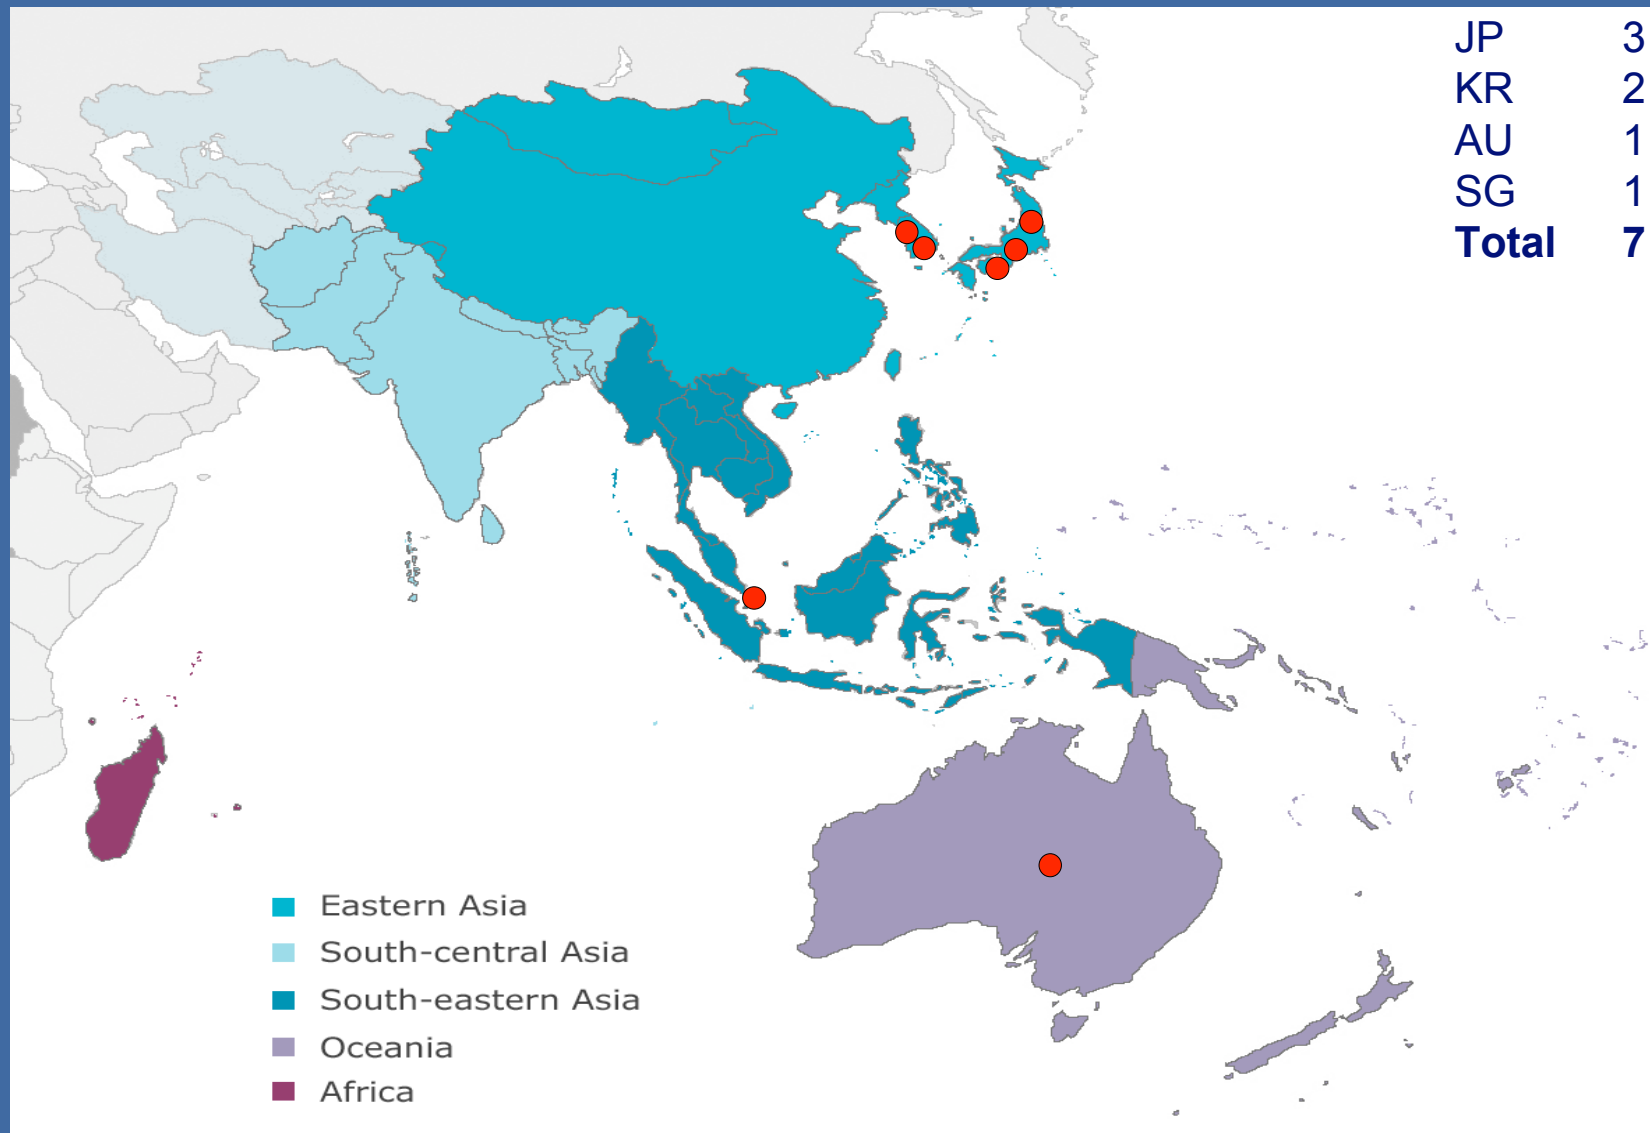 JP 3
KR 2
AU 1
SG 1
Total 7
Eastern Asia
South-central Asia
South-eastern Asia
Oceania
Africa